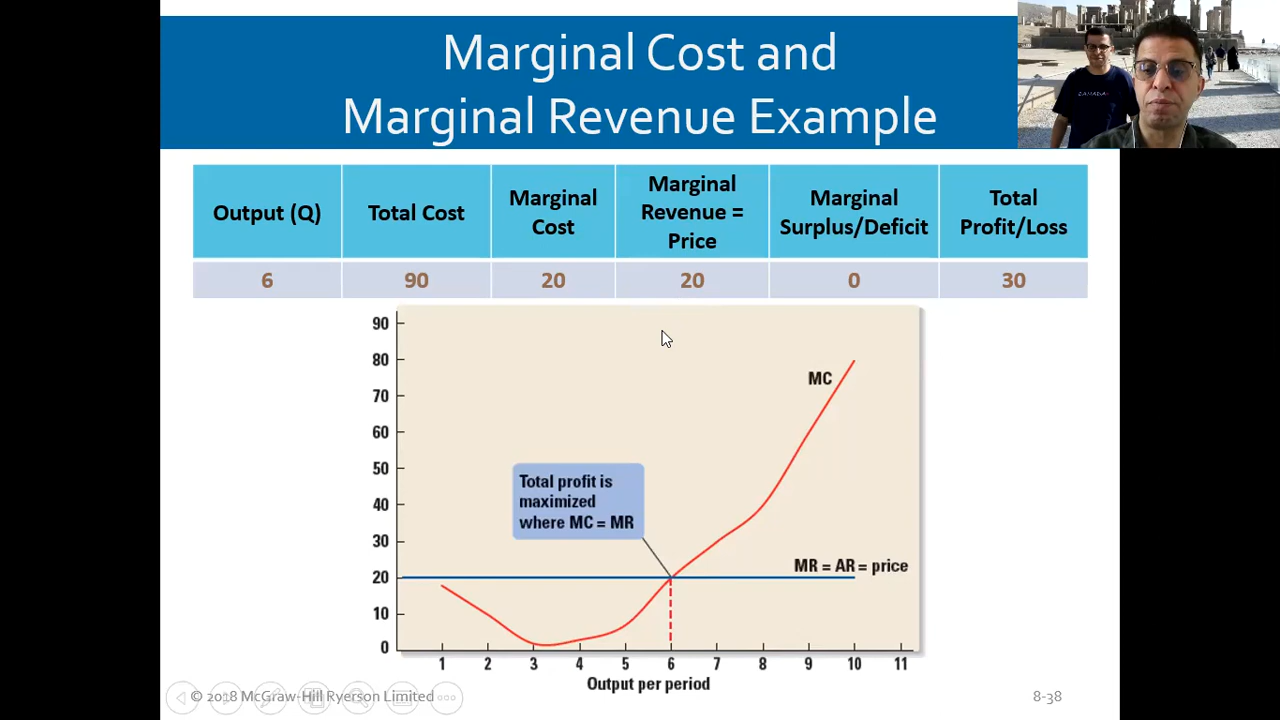 Marginal Cost and
Marginal Revenue Example
Output (Q)
Total Cost
Marginal
Cost
Marginal
Revenue =
Price
Marginal
Surplus/Deficit
Total
Profit/Loss
6
90
20
20
0
30
90
80
70
60
50
40
30
20
10
0
MC
Total profit is
maximized
where MC = MR
MR = AR = price
1 2 3 4 5 6 7 8 9 10 11
Output per period
© 2018 McGraw-Hill Ryerson Limited
8-38
CANADA